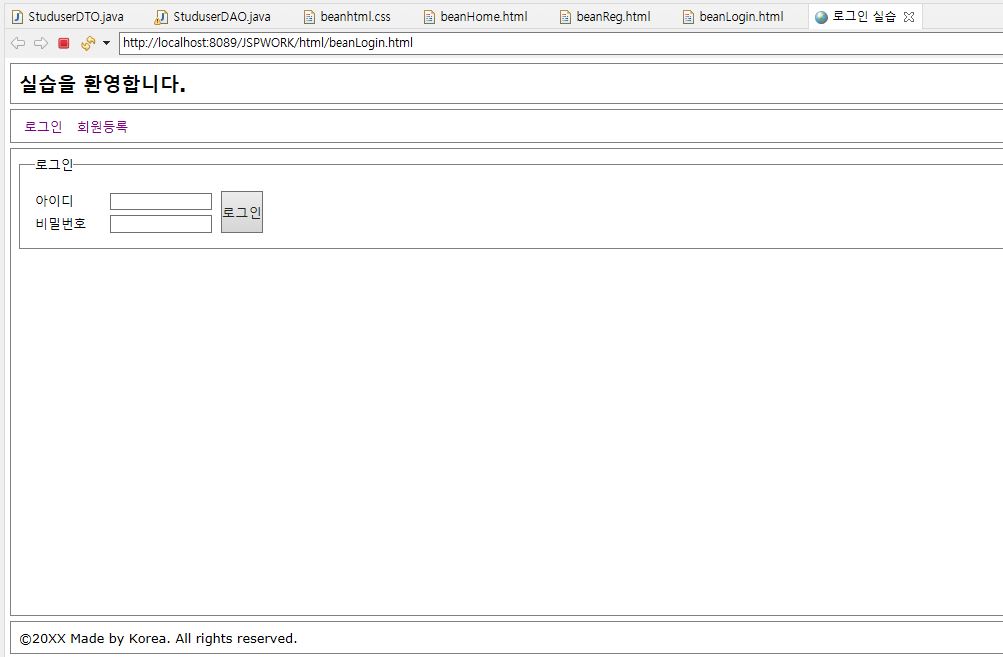 StuduserDTO.java StuduserDAO.java beanhtml.css beanHome.html beanReg.html beanLogin.html 로그인 실습
http://localhost:8089/JSPWORK/html/beanLogin.html
실습을 환영합니다.
로그인 회원등록
로그인
아이디
로그인
비밀번호
©20XX Made by Korea. All rights reserved.